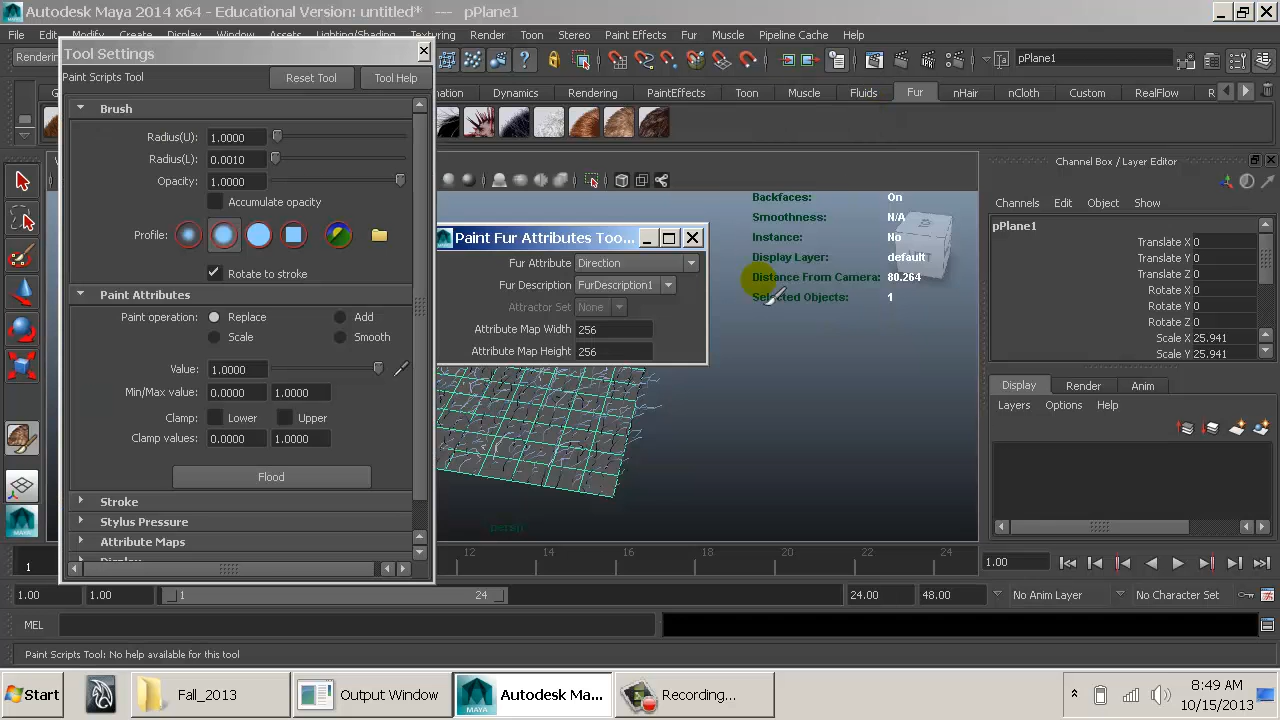 Autodesk Maya 2014 x64 - Educational Version: untitled* --- pPlane1
File Edit Modify Create Display Window Assets Lighting/Shading Texturing Render Toon Stereo Paint Effects Fur Muscle Pipeline Cache Help
Tool Settings
Paint Scripts Tool Reset Tool Tool Help
Brush
Radius(U): 1.0000
Radius(L): 0.0010
Opacity: 1.0000
Accumulate opacity
Profile:
Rotate to stroke
Paint Attributes
Paint operation: Replace Add
Scale Smooth
Value: 1.0000
Min/Max value: 0.0000 1.0000
Clamp: Lower Upper
Clamp values: 0.0000 1.0000
Flood
Stroke
Stylus Pressure
Attribute Maps
Display
pPlane1
Dynamics Rendering PaintEffects Toon Muscle Fluids Fur nHair nCloth Custom RealFlow R
Backfaces: On
Smoothness: N/A
Instance: No
Display Layer: default
Distance From Camera: 80.264
Selected Objects: 1
Paint Fur Attributes Too...
Fur Attribute Direction
Fur Description FurDescription1
Attractor Set None
Attribute Map Width 256
Attribute Map Height 256
persp
Channel Box / Layer Editor
Channels Edit Object Show
pPlane1
Translate X 0
Translate Y 0
Translate Z 0
Rotate X 0
Rotate Y 0
Rotate Z 0
Scale X 25.941
Scale Y 25.941
Display Render Anim
Layers Options Help
1 12 14 16 18 20 22 24 1.00
1.00 1.00 1 24 24.00 48.00 No Anim Layer No Character Set
MEL
Paint Scripts Tool: No help available for this tool
Start Fall_2013 Output Window Autodesk Ma... Recording... 8:49 AM
10/15/2013